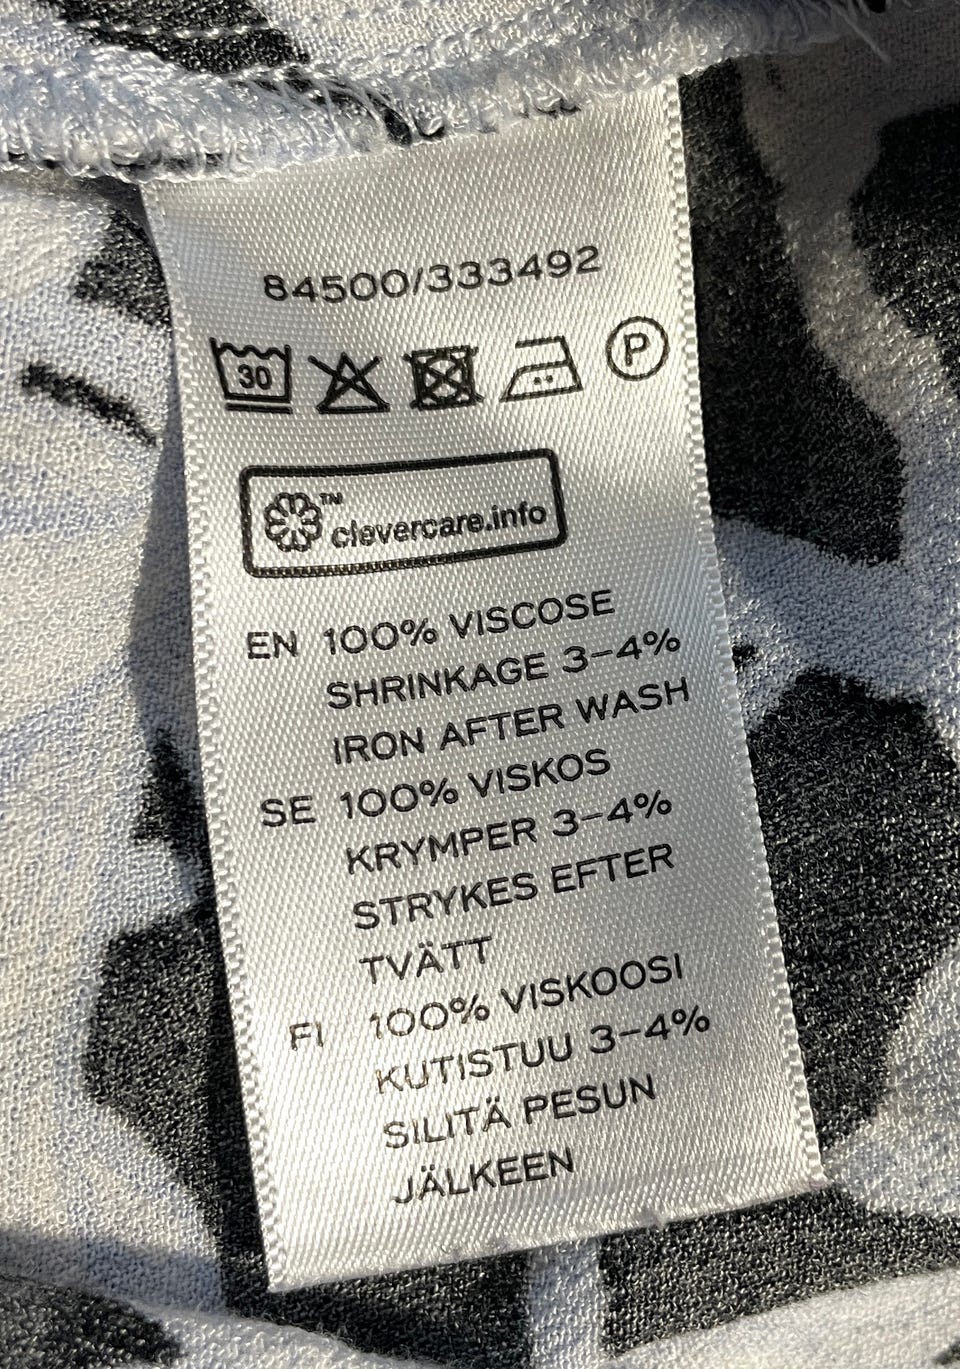 84500/333492
30 P
™ clevercare.info
EN 100% VISCOSE
SHRINKAGE 3–4%
IRON AFTER WASH
SE 100% VISKOS
KRYMPER 3–4%
STRYKES EFTER
TVÄTT
FI 100% VISKOOSI
KUTISTUU 3–4%
SILITÄ PESUN
JÄLKEEN